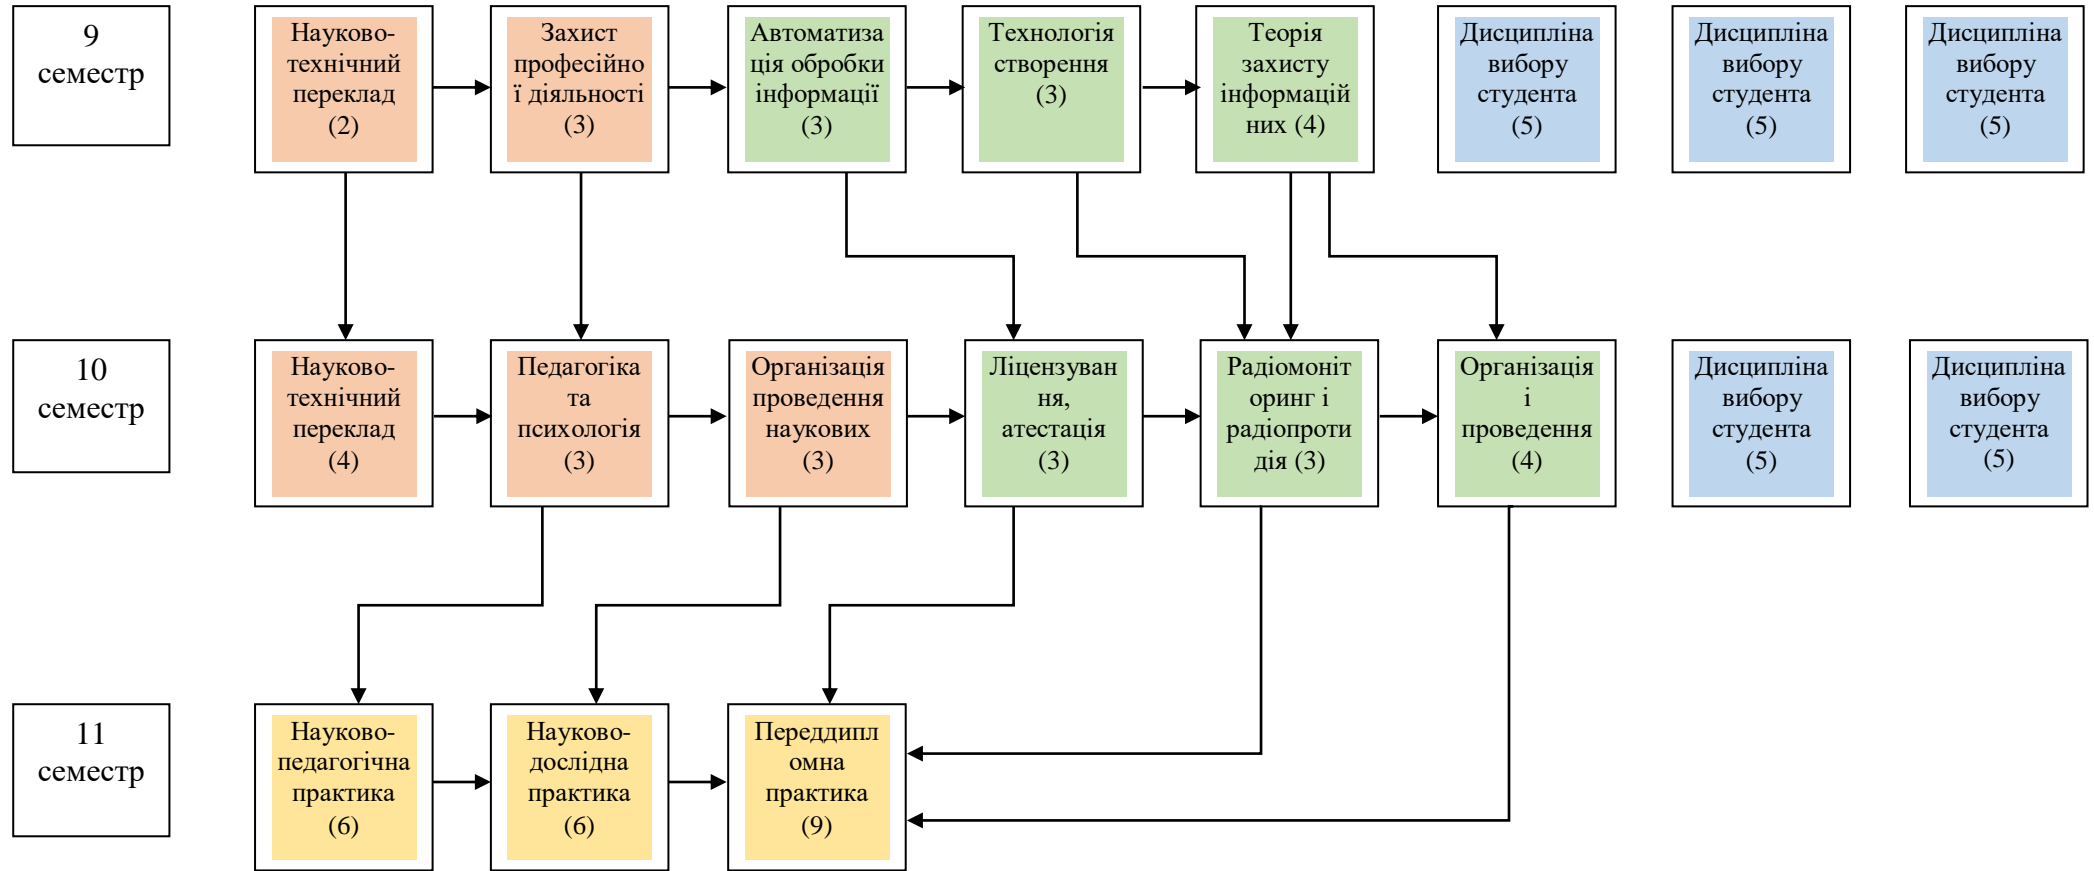 9
семестр
Науково-
технічний
переклад
(2)
Захист
професійно
ї діяльності
(3)
Автоматиза
ція обробки
інформації
(3)
Технологія
створення
(3)
Теорія
захисту
інформацій
них (4)
Дисципліна
вибору
студента
(5)
Дисципліна
вибору
студента
(5)
Дисципліна
вибору
студента
(5)
10
семестр
Науково-
технічний
переклад
(4)
Педагогіка
та
психологія
(3)
Організація
проведення
наукових
(3)
Ліцензуван
ня,
атестація
(3)
Радіомоніт
оринг і
радіопроти
дія (3)
Організація
і
проведення
(4)
Дисципліна
вибору
студента
(5)
Дисципліна
вибору
студента
(5)
11
семестр
Науково-
педагогічна
практика
(6)
Науково-
дослідна
практика
(6)
Переддипл
омна
практика
(9)